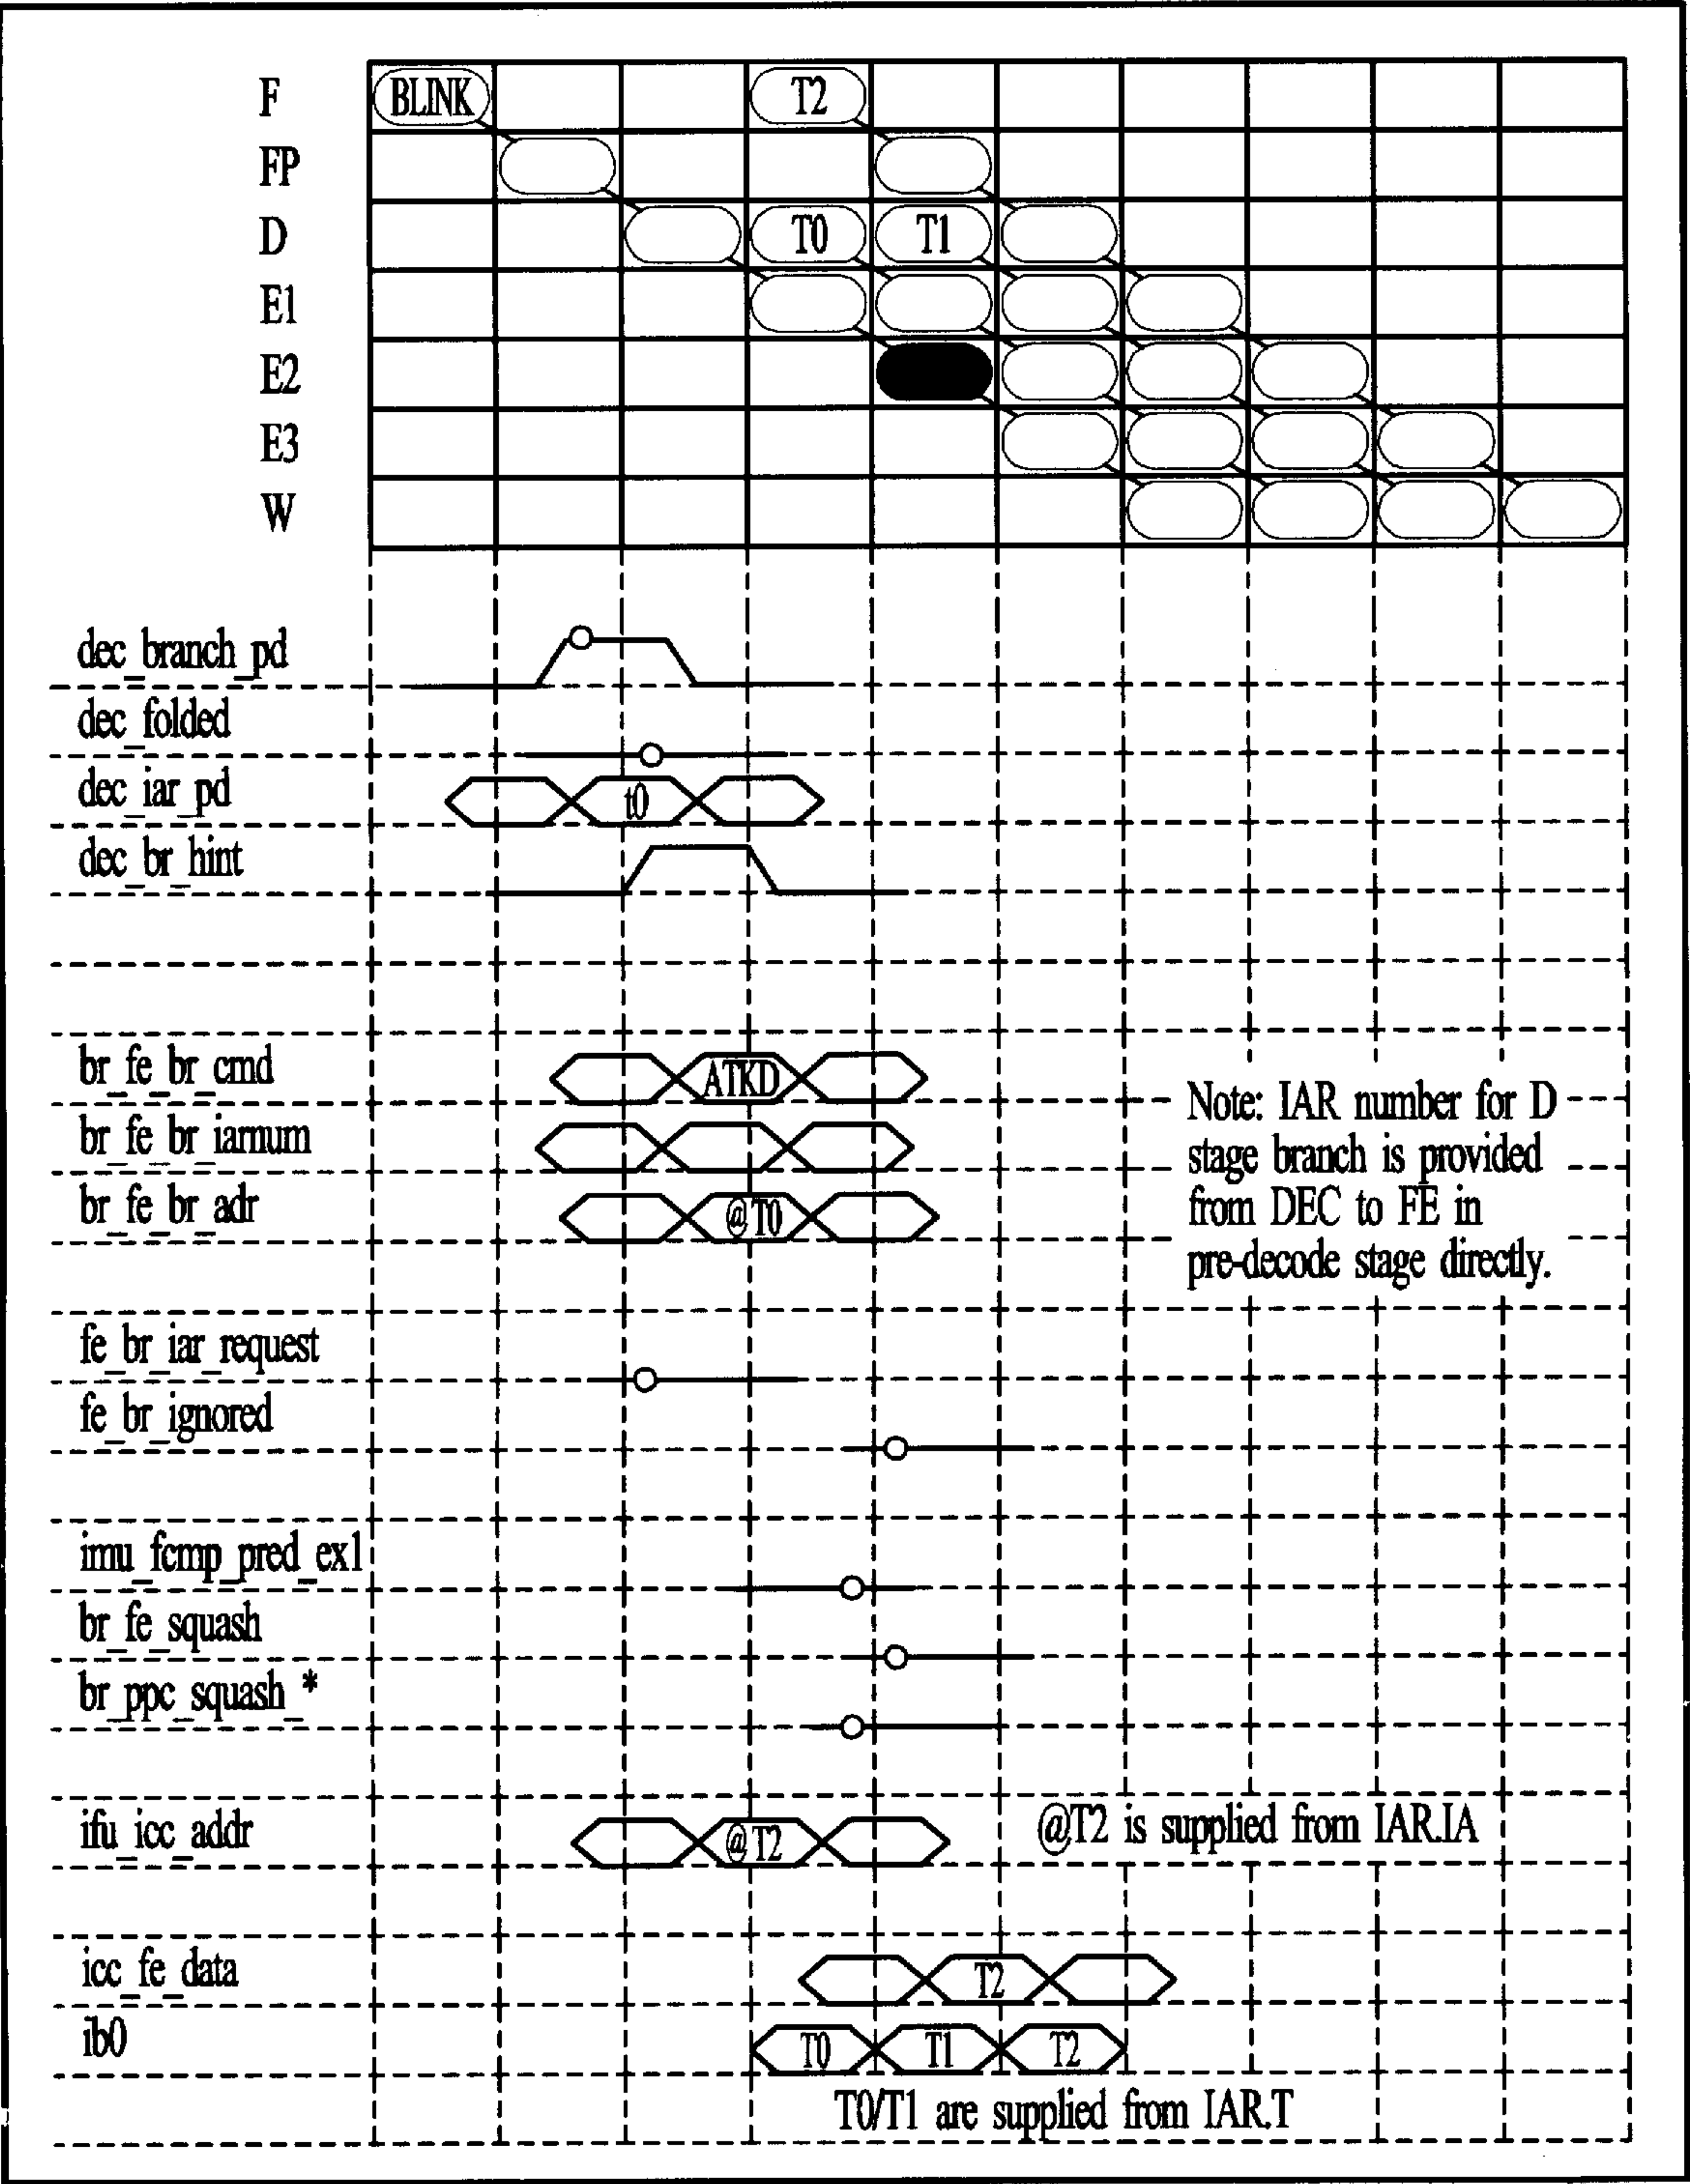 F BLINK T2
FP
D T0 T1
E1
E2
E3
W
dec_branch_pd
dec_folded
dec_iar_pd t0
dec_br_hint
br_fe_br_cmd ATKD
br_fe_br_iarnum
br_fe_br_adr @T0
Note: IAR number for D
stage branch is provided
from DEC to FE in
pre-decode stage directly.
fe_br_iar_request
fe_br_ignored
imu_fcmp_pred_ex1
br_fe_squash
br_ppc_squash_*
ifu_icc_addr @T2 @T2 is supplied from IAR.IA
icc_fe_data T2
ib0 T0 T1 T2
T0/T1 are supplied from IAR.T